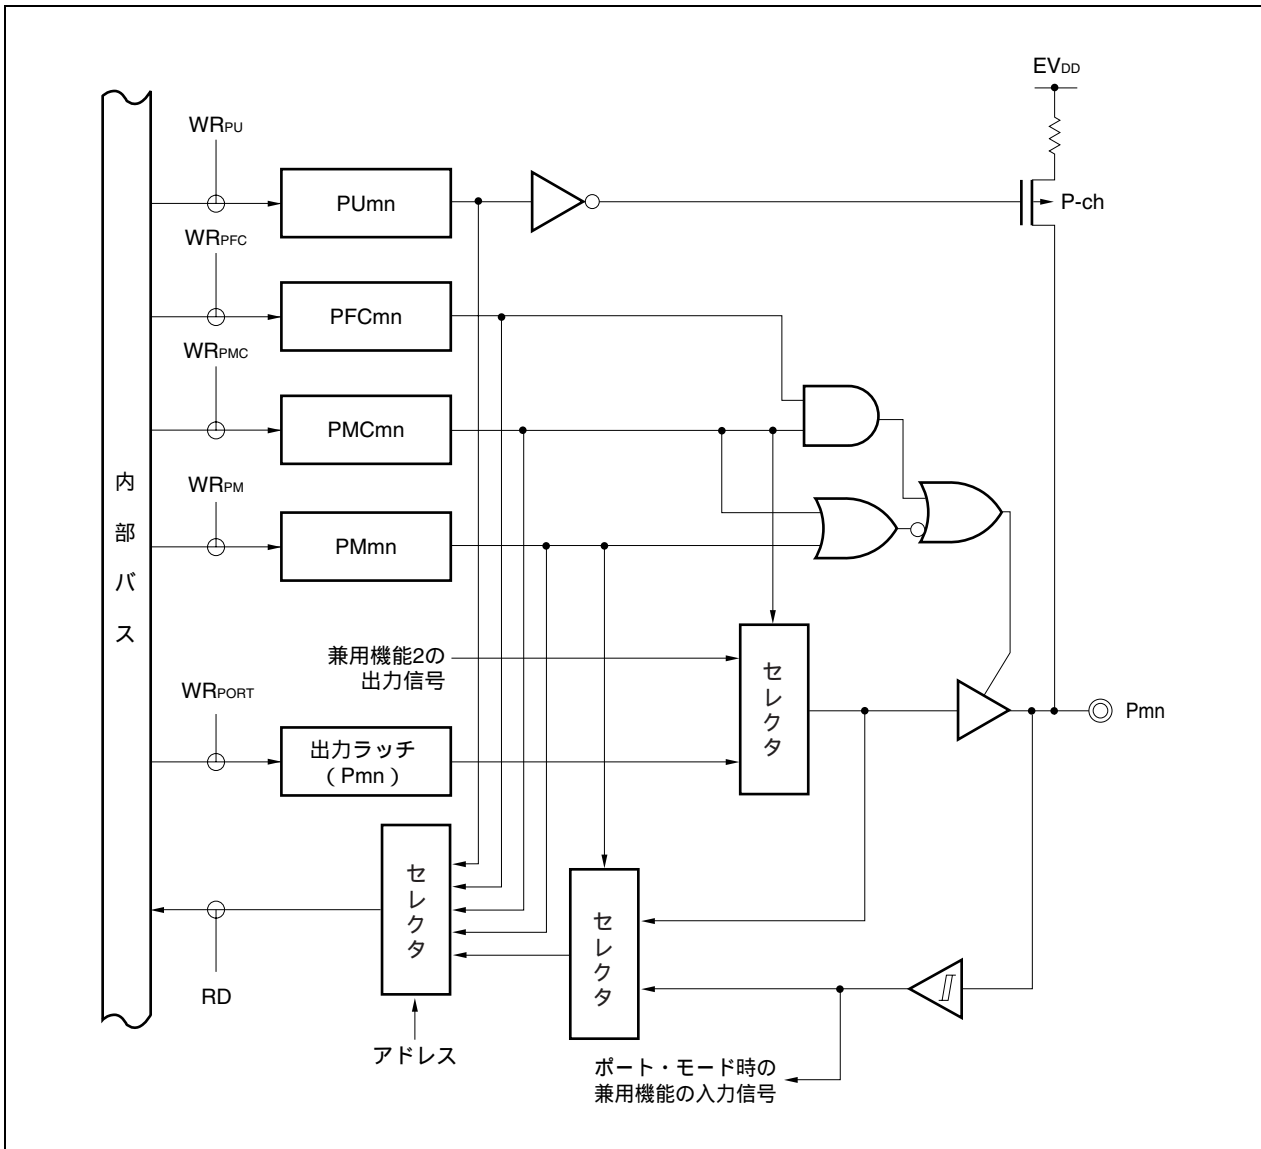 EVDD
WRPU
PUmn
P-ch
WRPFC
PFCmn
WRPMC
PMCmn
WRPM
PMmn
内部バス
兼用機能2の
出力信号
セレクタ
WRPORT
出力ラッチ
(Pmn)
Pmn
セレクタ
セレクタ
RD
アドレス
ポート・モード時の
兼用機能の入力信号